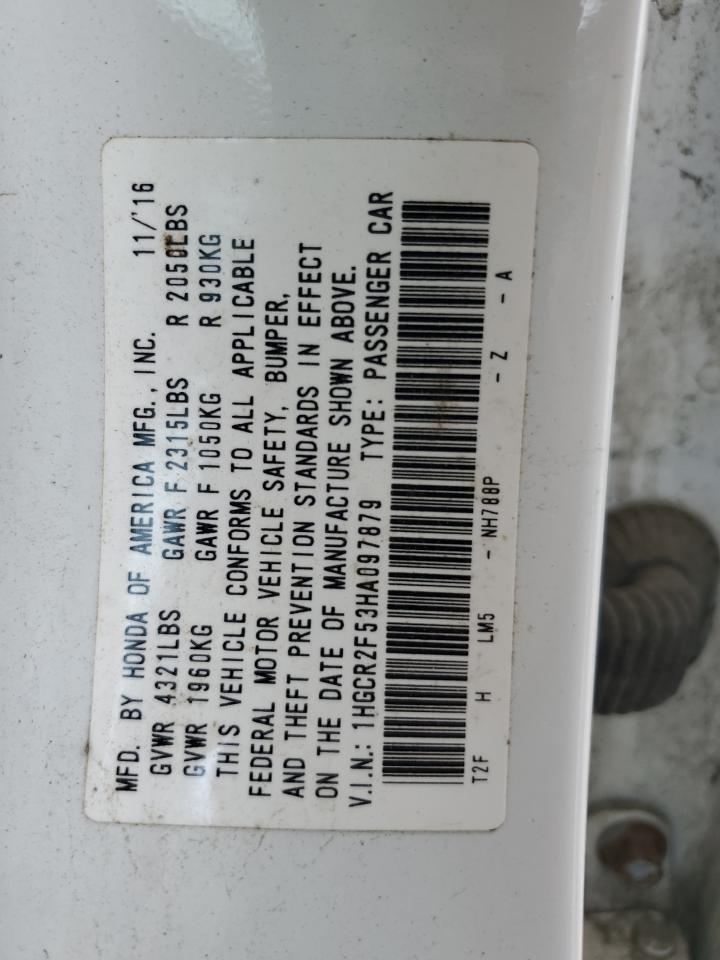 MFD. BY HONDA OF AMERICA MFG., INC. 11/'16
GVWR 4321LBS GAWR F 2315LBS R 2050LBS
GVWR 1960KG GAWR F 1050KG R 930KG
THIS VEHICLE CONFORMS TO ALL APPLICABLE
FEDERAL MOTOR VEHICLE SAFETY, BUMPER,
AND THEFT PREVENTION STANDARDS IN EFFECT
ON THE DATE OF MANUFACTURE SHOWN ABOVE.
V.I.N.: 1HGCR2F53HA097879 TYPE: PASSENGER CAR
T2F H LM5 - NH788P - Z - A